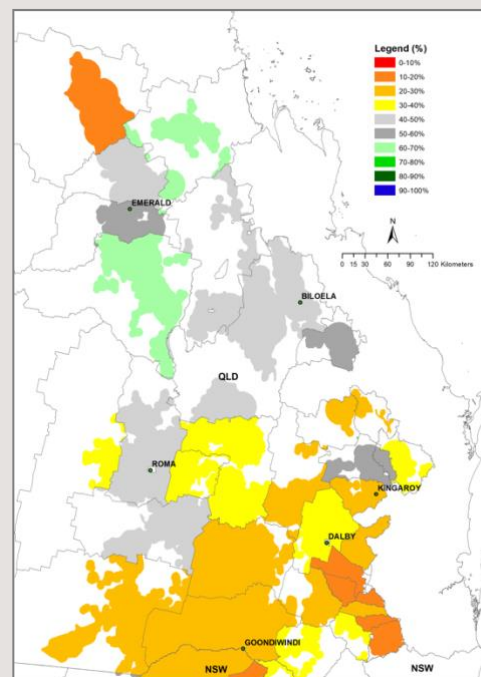 Legend (%)
0-10%
10-20%
20-30%
30-40%
40-50%
50-60%
60-70%
70-80%
80-90%
90-100%
N
0 15 30 60 90 120 Kilometers
EMERALD
BILOELA
QLD
ROMA
KINGAROY
DALBY
GOONDIWINDI
NSW
NSW